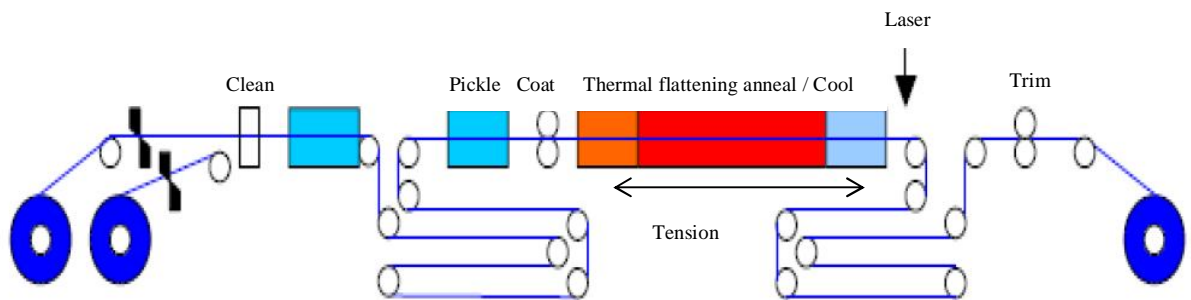 Laser
Clean
Pickle
Coat
Thermal flattening anneal / Cool
Trim
Tension